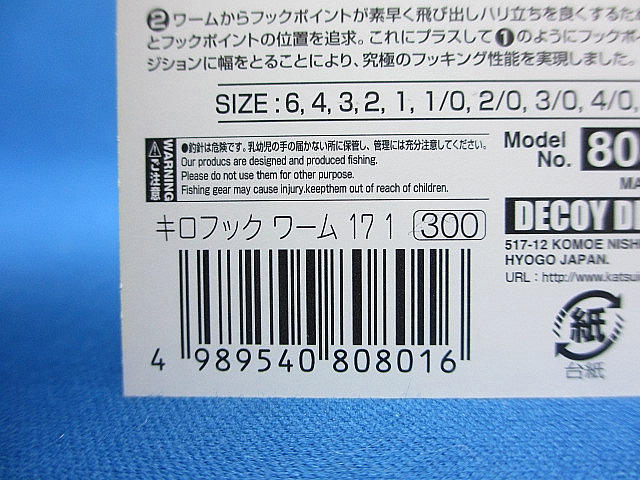 ②ワームからフックポイントが素早く飛び出しハリ立ちを良くするた
とフックポイントの位置を追求。これにプラスして❶のようにフックポ
ジションに幅をとることにより、究極のフッキング性能を実現しました。
SIZE : 6, 4, 3, 2, 1, 1/0, 2/0, 3/0, 4/0,
WARNING
●釣針は危険です。乳幼児の手の届かない所に保管し、管理には充分注意してください。
Our producs are designed and produced fishing.
Please do not use them for other purpose.
Fishing gear may cause injury.keepthem out of reach of children.
Model No. 80
MA
DECOY DE
517-12 KOMOE NISH
HYOGO JAPAN.
URL : http://www.katsui
キロフック ワーム 17 1 300
4 989540 808016
紙
台紙